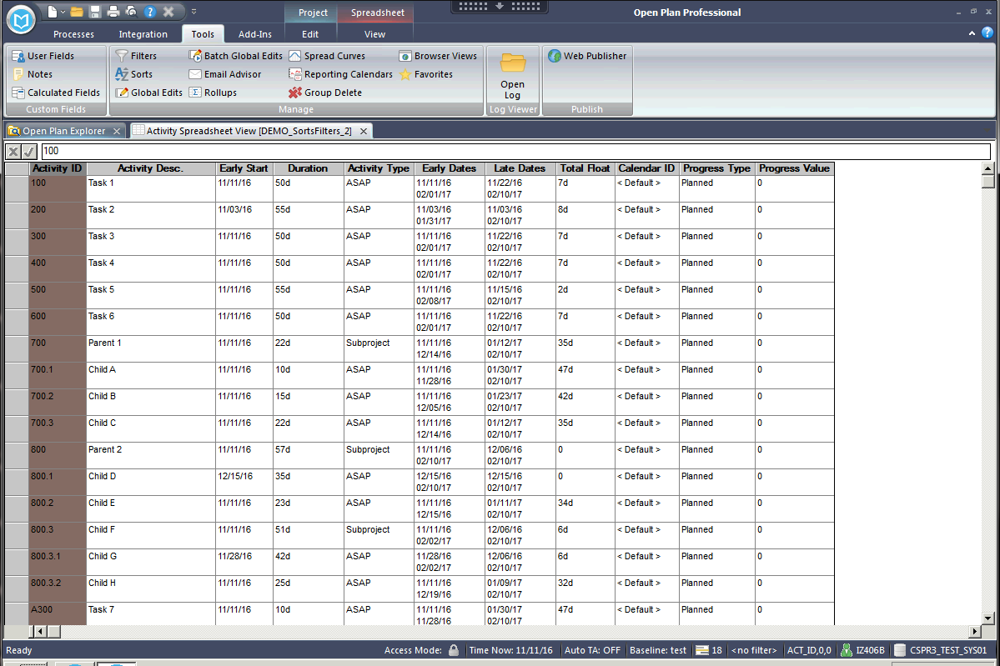 Project Spreadsheet Open Plan Professional
Processes Integration Tools Add-Ins Edit View
User Fields Filters Batch Global Edits Spread Curves Browser Views Web Publisher
Notes Sorts Email Advisor Reporting Calendars Favorites
Open
Log
Calculated Fields Global Edits Rollups Group Delete
Custom Fields Manage Log Viewer Publish
Open Plan Explorer Activity Spreadsheet View [DEMO_SortsFilters_2]
100
Activity ID Activity Desc. Early Start Duration Activity Type Early Dates Late Dates Total Float Calendar ID Progress Type Progress Value
100 Task 1 11/11/16 50d ASAP 11/11/16 11/22/16 7d < Default > Planned 0
02/01/17 02/10/17
200 Task 2 11/03/16 55d ASAP 11/03/16 11/03/16 8d < Default > Planned 0
01/31/17 02/10/17
300 Task 3 11/11/16 50d ASAP 11/11/16 11/22/16 7d < Default > Planned 0
02/01/17 02/10/17
400 Task 4 11/11/16 50d ASAP 11/11/16 11/22/16 7d < Default > Planned 0
02/01/17 02/10/17
500 Task 5 11/11/16 55d ASAP 11/11/16 11/15/16 2d < Default > Planned 0
02/08/17 02/10/17
600 Task 6 11/11/16 50d ASAP 11/11/16 11/22/16 7d < Default > Planned 0
02/01/17 02/10/17
700 Parent 1 11/11/16 22d Subproject 11/11/16 01/12/17 35d < Default > Planned 0
12/14/16 02/10/17
700.1 Child A 11/11/16 10d ASAP 11/11/16 01/30/17 47d < Default > Planned 0
11/28/16 02/10/17
700.2 Child B 11/11/16 15d ASAP 11/11/16 01/23/17 42d < Default > Planned 0
12/05/16 02/10/17
700.3 Child C 11/11/16 22d ASAP 11/11/16 01/12/17 35d < Default > Planned 0
12/14/16 02/10/17
800 Parent 2 11/11/16 57d Subproject 11/11/16 12/06/16 0 < Default > Planned 0
02/10/17 02/10/17
800.1 Child D 12/15/16 35d ASAP 12/15/16 12/15/16 0 < Default > Planned 0
02/10/17 02/10/17
800.2 Child E 11/11/16 23d ASAP 11/11/16 01/11/17 34d < Default > Planned 0
12/15/16 02/10/17
800.3 Child F 11/11/16 51d Subproject 11/11/16 12/06/16 6d < Default > Planned 0
02/02/17 02/10/17
800.3.1 Child G 11/28/16 42d ASAP 11/28/16 12/06/16 6d < Default > Planned 0
02/02/17 02/10/17
800.3.2 Child H 11/11/16 25d ASAP 11/11/16 01/09/17 32d < Default > Planned 0
12/19/16 02/10/17
A300 Task 7 11/11/16 10d ASAP 11/11/16 01/30/17 47d < Default > Planned 0
11/28/16 02/10/17
Ready Access Mode: Time Now: 11/11/16 Auto TA: OFF Baseline: test 18 <no filter> ACT_ID,0,0 IZ406B CSPR3_TEST_SYS01